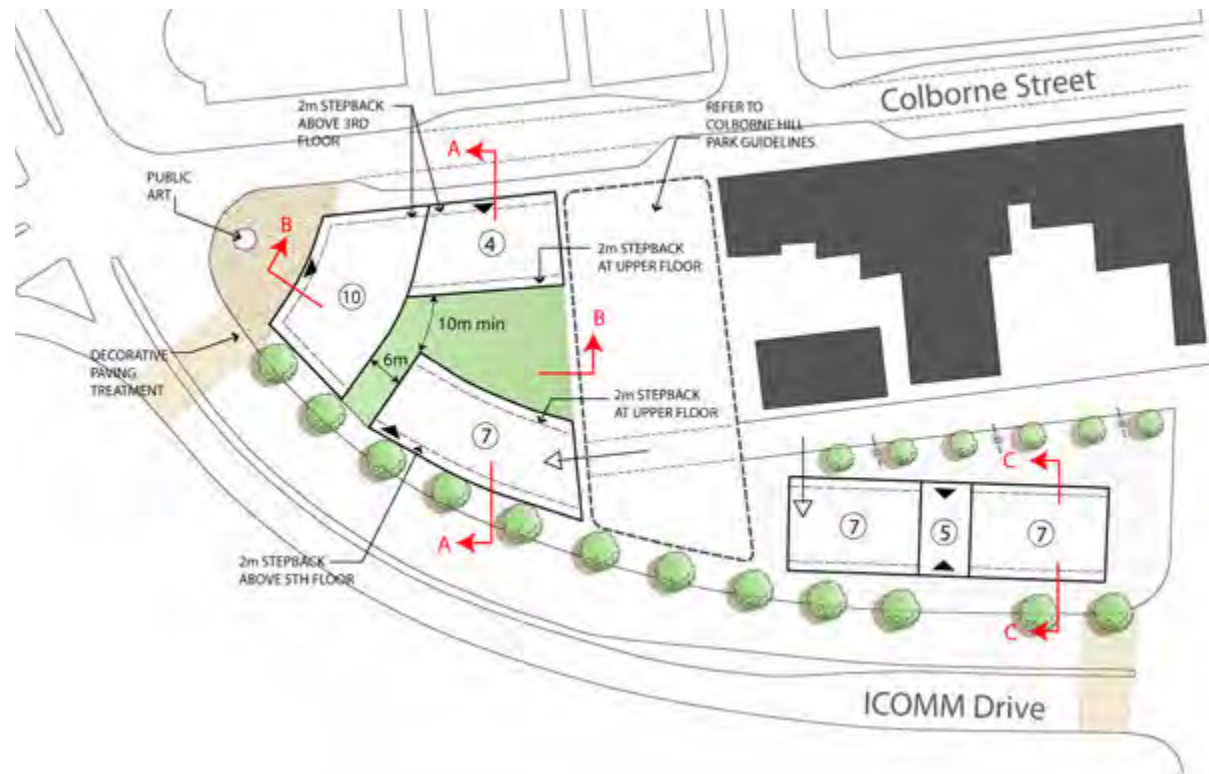 Colborne Street
2m STEPBACK
ABOVE 3RD
FLOOR
REFER TO
COLBORNE HILL
PARK GUIDELINES
A
PUBLIC
ART
B
4
2m STEPBACK
AT UPPER FLOOR
10
10m min
B
6m
DECORATIVE
PAVING
TREATMENT
2m STEPBACK
AT UPPER FLOOR
7
C
7
5
7
A
2m STEPBACK
ABOVE 5TH FLOOR
C
ICOMM Drive